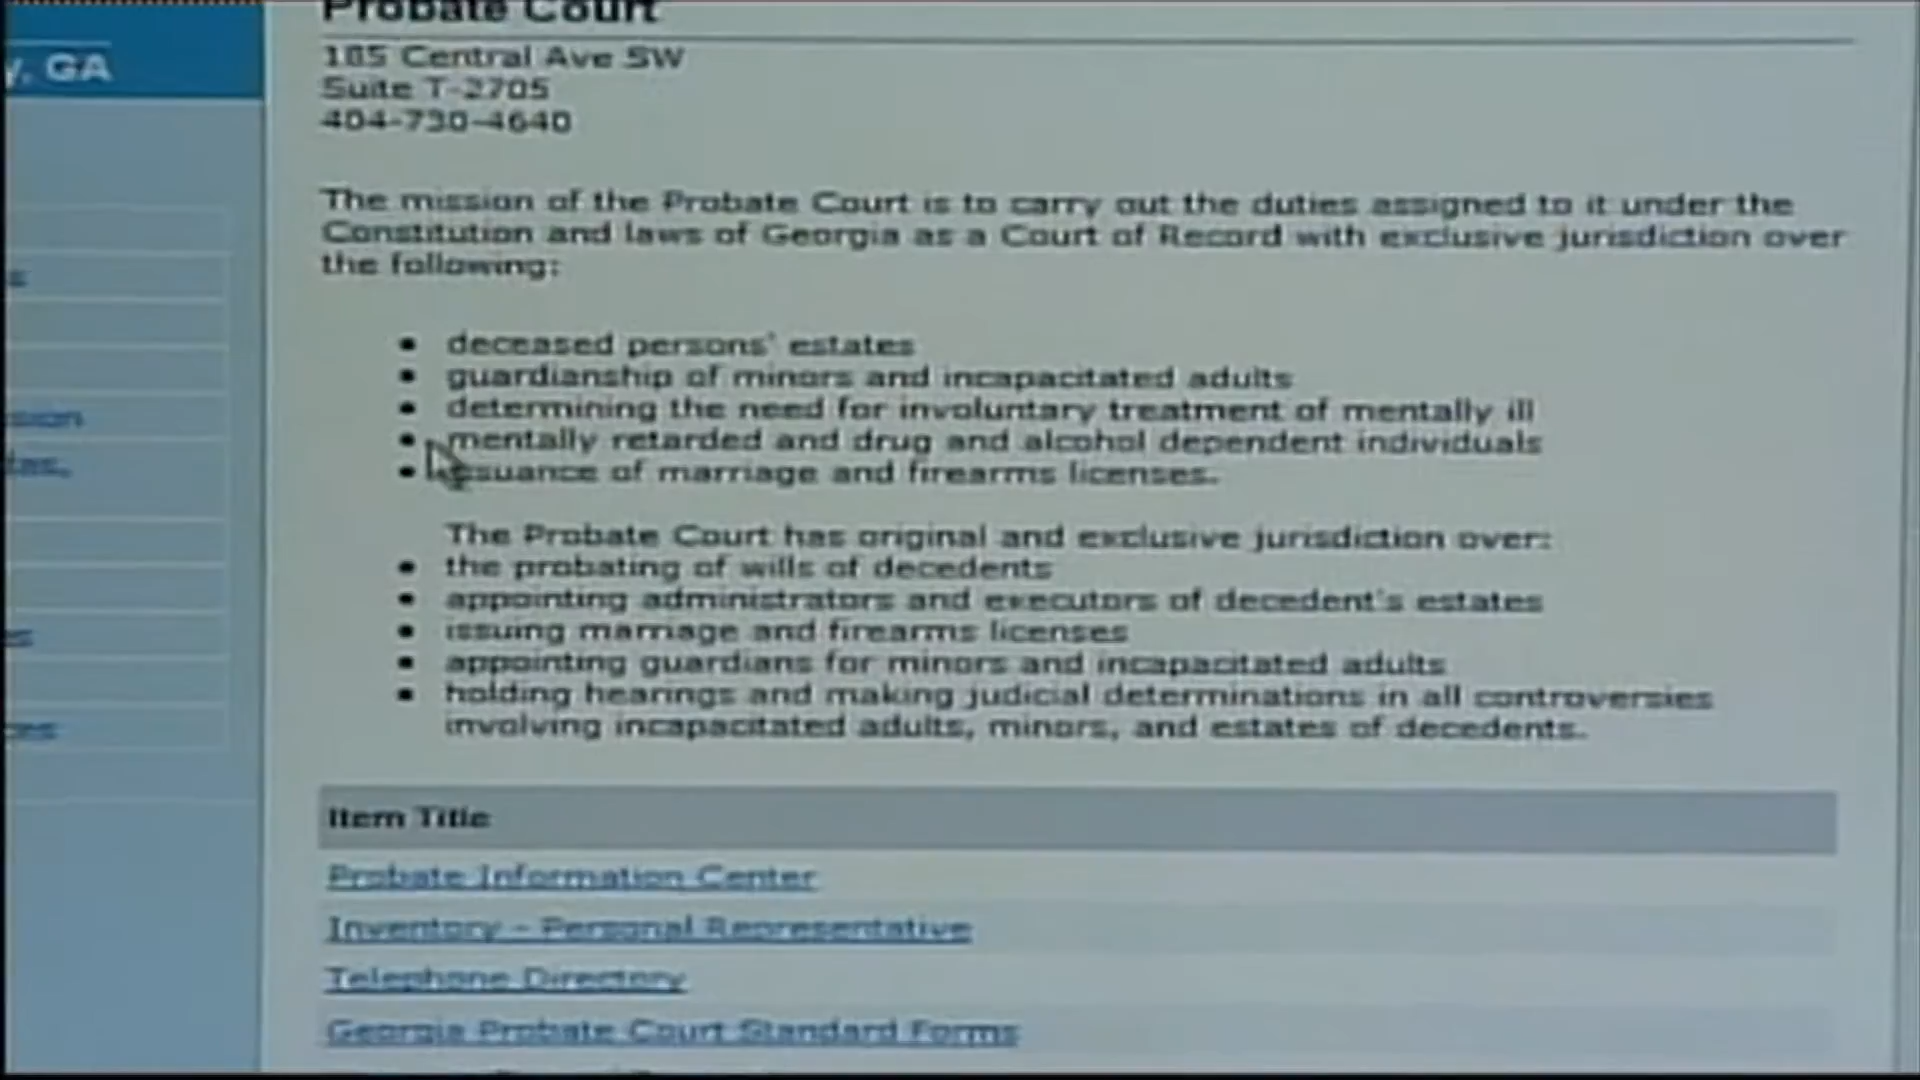 Probate Court
y, GA
185 Central Ave SW
Suite T-2705
404-730-4640
The mission of the Probate Court is to carry out the duties assigned to it under the
Constitution and laws of Georgia as a Court of Record with exclusive jurisdiction over
the following:
• deceased persons' estates
• guardianship of minors and incapacitated adults
• determining the need for involuntary treatment of mentally ill
• mentally retarded and drug and alcohol dependent individuals
• issuance of marriage and firearms licenses.
The Probate Court has original and exclusive jurisdiction over:
• the probating of wills of decedents
• appointing administrators and executors of decedent's estates
• issuing marriage and firearms licenses
• appointing guardians for minors and incapacitated adults
• holding hearings and making judicial determinations in all controversies
involving incapacitated adults, minors, and estates of decedents.
Item Title
Probate Information Center
Inventory - Personal Representative
Telephone Directory
Georgia Probate Court Standard Forms